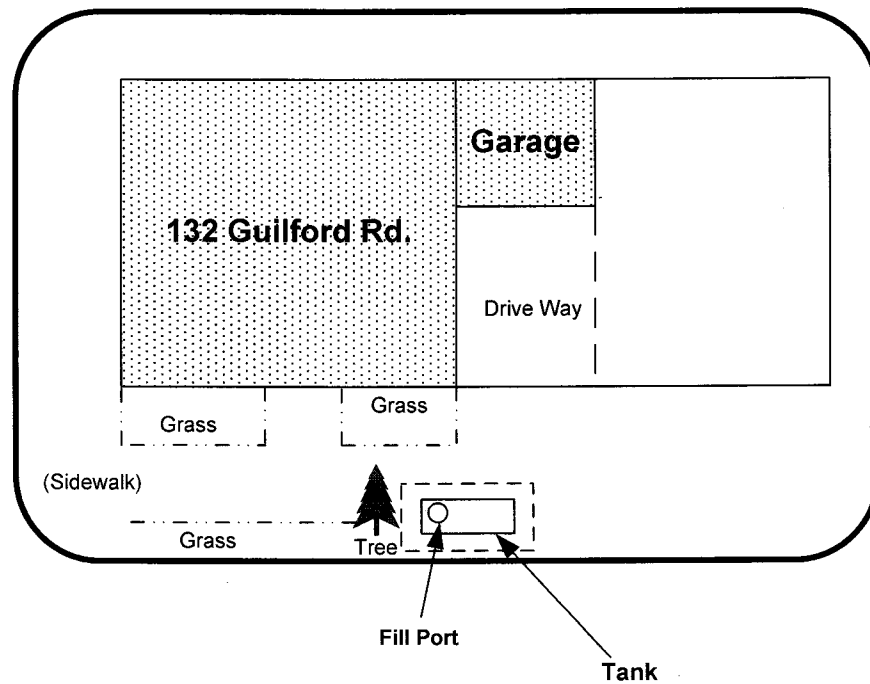 Garage
132 Guilford Rd.
Drive Way
Grass
Grass
(Sidewalk)
Grass
Tree
Fill Port
Tank